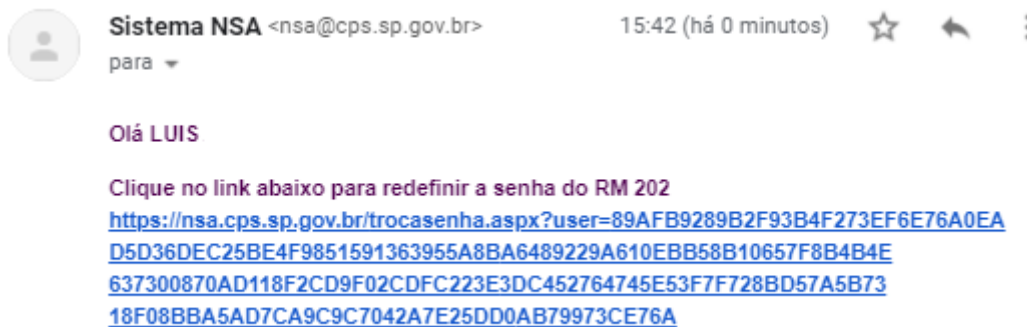 Sistema NSA <nsa@cps.sp.gov.br> 15:42 (há 0 minutos)
para
Olá LUIS
Clique no link abaixo para redefinir a senha do RM 202
https://nsa.cps.sp.gov.br/trocasenha.aspx?user=89AFB9289B2F93B4F273EF6E76A0EA
D5D36DEC25BE4F9851591363955A8BA6489229A610EBB58B10657F8B4B4E
637300870AD118F2CD9F02CDFC223E3DC452764745E53F7F728BD57A5B73
18F08BBA5AD7CA9C9C7042A7E25DD0AB79973CE76A